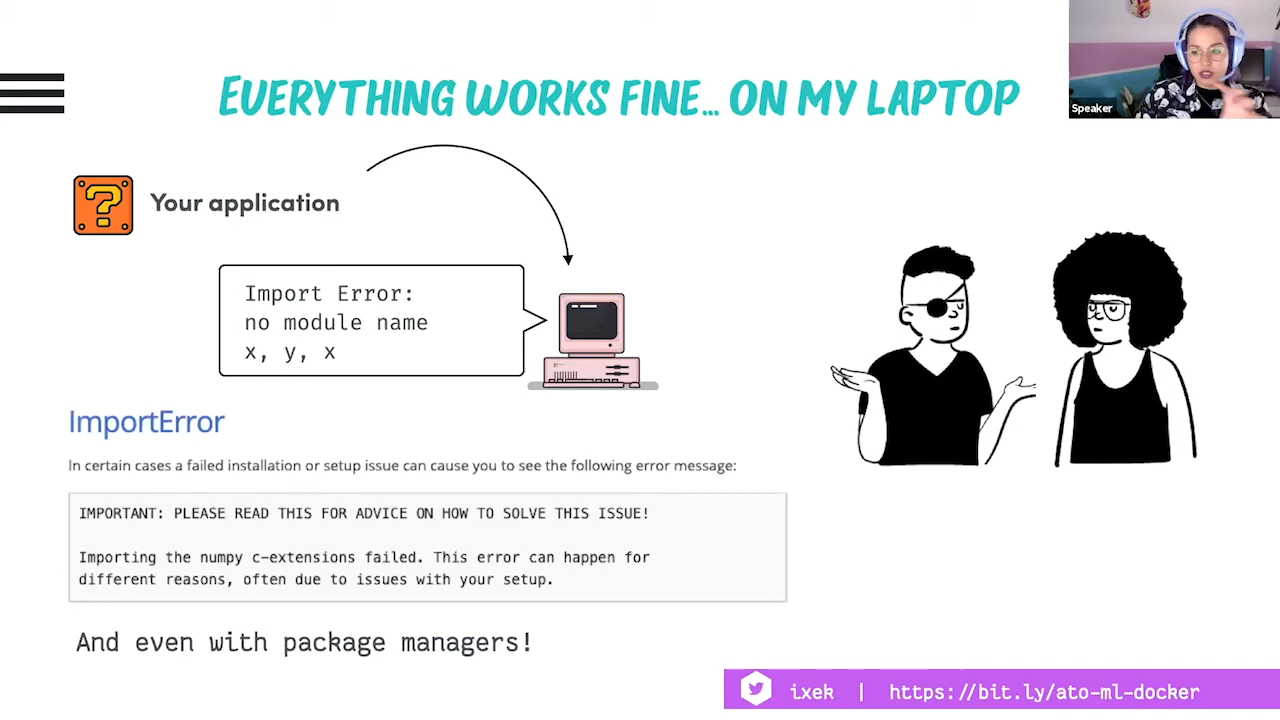 EVERYTHING WORKS FINE... ON MY LAPTOP
Speaker
?
Your application
Import Error:
no module name
x, y, x
ImportError
In certain cases a failed installation or setup issue can cause you to see the following error message:
IMPORTANT: PLEASE READ THIS FOR ADVICE ON HOW TO SOLVE THIS ISSUE!
Importing the numpy c-extensions failed. This error can happen for
different reasons, often due to issues with your setup.
And even with package managers!
ixek | https://bit.ly/ato-ml-docker